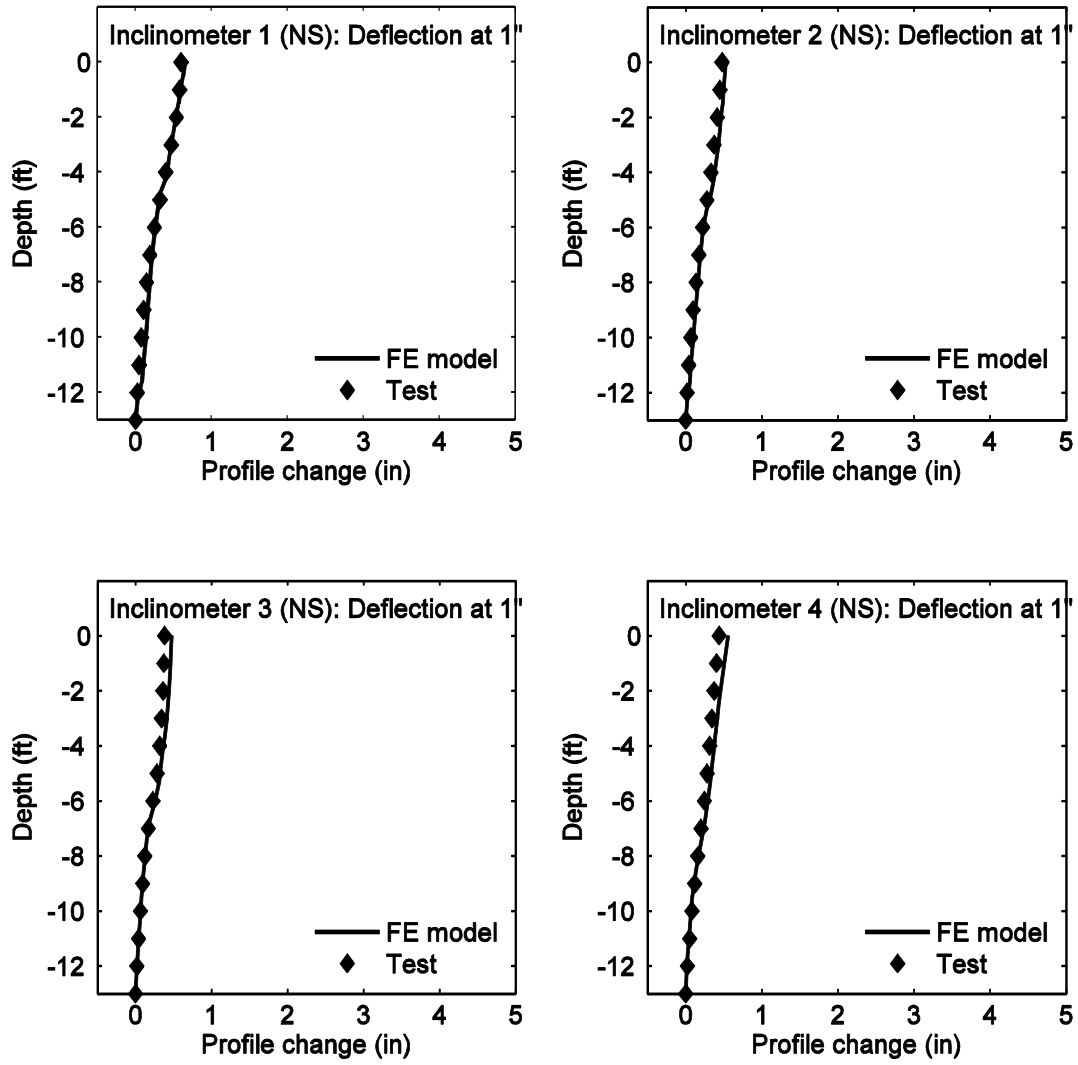 Inclinometer 1 (NS): Deflection at 1"
0
-2
-4
-6
-8
-10
-12
Depth (ft)
FE model
Test
0 1 2 3 4 5
Profile change (in)
Inclinometer 2 (NS): Deflection at 1"
0
-2
-4
-6
-8
-10
-12
Depth (ft)
FE model
Test
0 1 2 3 4 5
Profile change (in)
Inclinometer 3 (NS): Deflection at 1"
0
-2
-4
-6
-8
-10
-12
Depth (ft)
FE model
Test
0 1 2 3 4 5
Profile change (in)
Inclinometer 4 (NS): Deflection at 1"
0
-2
-4
-6
-8
-10
-12
Depth (ft)
FE model
Test
0 1 2 3 4 5
Profile change (in)